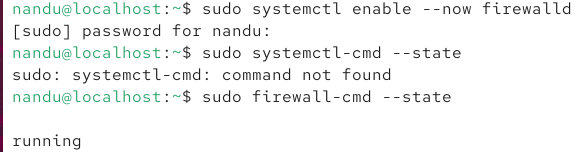 nandu@localhost:~$ sudo systemctl enable --now firewalld
[sudo] password for nandu:
nandu@localhost:~$ sudo systemctl-cmd --state
sudo: systemctl-cmd: command not found
nandu@localhost:~$ sudo firewall-cmd --state
running